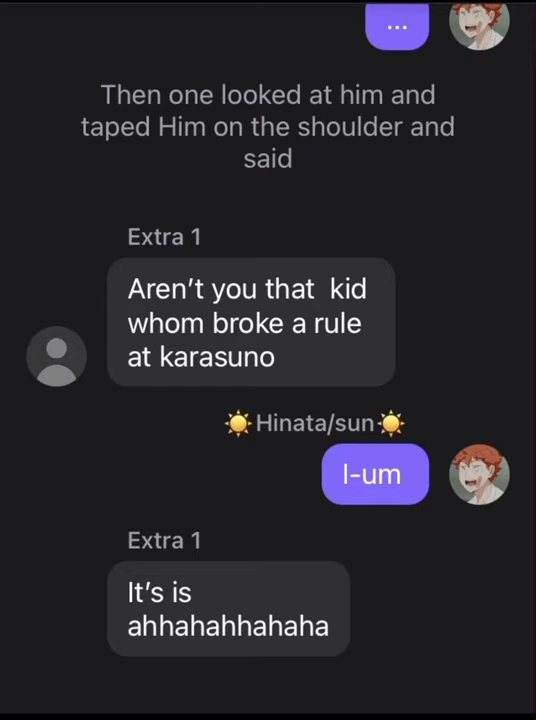 ...
Then one looked at him and
taped Him on the shoulder and
said
Extra 1
Aren't you that  kid
whom broke a rule
at karasuno
☀️Hinata/sun☀️
I-um
Extra 1
It's is
ahhahahhahaha